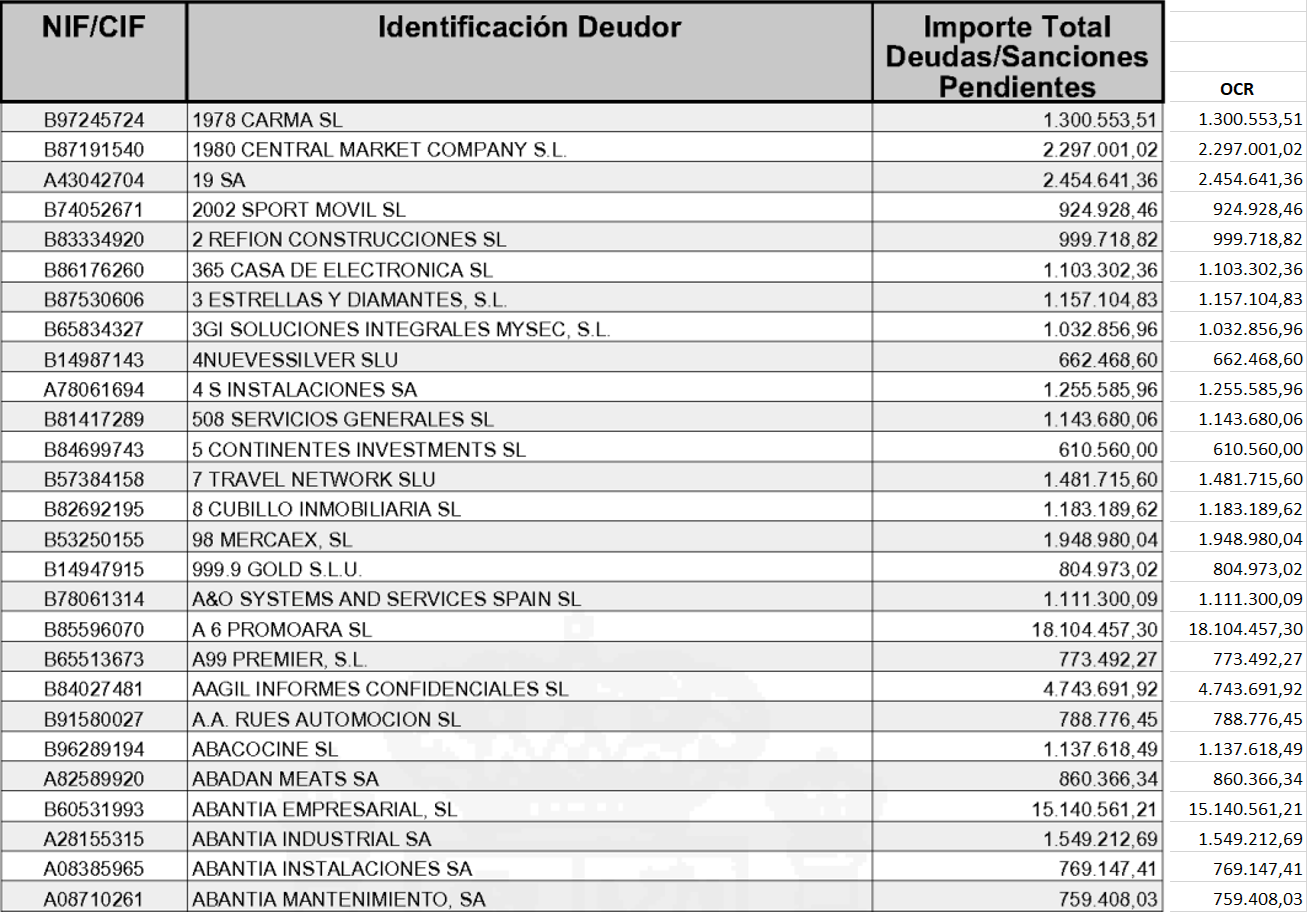 NIF/CIF Identificación Deudor Importe Total
Deudas/Sanciones
Pendientes OCR
B97245724 1978 CARMA SL 1.300.553,51 1.300.553,51
B87191540 1980 CENTRAL MARKET COMPANY S.L. 2.297.001,02 2.297.001,02
A43042704 19 SA 2.454.641,36 2.454.641,36
B74052671 2002 SPORT MOVIL SL 924.928,46 924.928,46
B83334920 2 REFION CONSTRUCCIONES SL 999.718,82 999.718,82
B86176260 365 CASA DE ELECTRONICA SL 1.103.302,36 1.103.302,36
B87530606 3 ESTRELLAS Y DIAMANTES, S.L. 1.157.104,83 1.157.104,83
B65834327 3GI SOLUCIONES INTEGRALES MYSEC, S.L. 1.032.856,96 1.032.856,96
B14987143 4NUEVESSILVER SLU 662.468,60 662.468,60
A78061694 4 S INSTALACIONES SA 1.255.585,96 1.255.585,96
B81417289 508 SERVICIOS GENERALES SL 1.143.680,06 1.143.680,06
B84699743 5 CONTINENTES INVESTMENTS SL 610.560,00 610.560,00
B57384158 7 TRAVEL NETWORK SLU 1.481.715,60 1.481.715,60
B82692195 8 CUBILLO INMOBILIARIA SL 1.183.189,62 1.183.189,62
B53250155 98 MERCAEX, SL 1.948.980,04 1.948.980,04
B14947915 999.9 GOLD S.L.U. 804.973,02 804.973,02
B78061314 A&O SYSTEMS AND SERVICES SPAIN SL 1.111.300,09 1.111.300,09
B85596070 A 6 PROMOARA SL 18.104.457,30 18.104.457,30
B65513673 A99 PREMIER, S.L. 773.492,27 773.492,27
B84027481 AAGIL INFORMES CONFIDENCIALES SL 4.743.691,92 4.743.691,92
B91580027 A.A. RUES AUTOMOCION SL 788.776,45 788.776,45
B96289194 ABACOCINE SL 1.137.618,49 1.137.618,49
A82589920 ABADAN MEATS SA 860.366,34 860.366,34
B60531993 ABANTIA EMPRESARIAL, SL 15.140.561,21 15.140.561,21
A28155315 ABANTIA INDUSTRIAL SA 1.549.212,69 1.549.212,69
A08385965 ABANTIA INSTALACIONES SA 769.147,41 769.147,41
A08710261 ABANTIA MANTENIMIENTO, SA 759.408,03 759.408,03